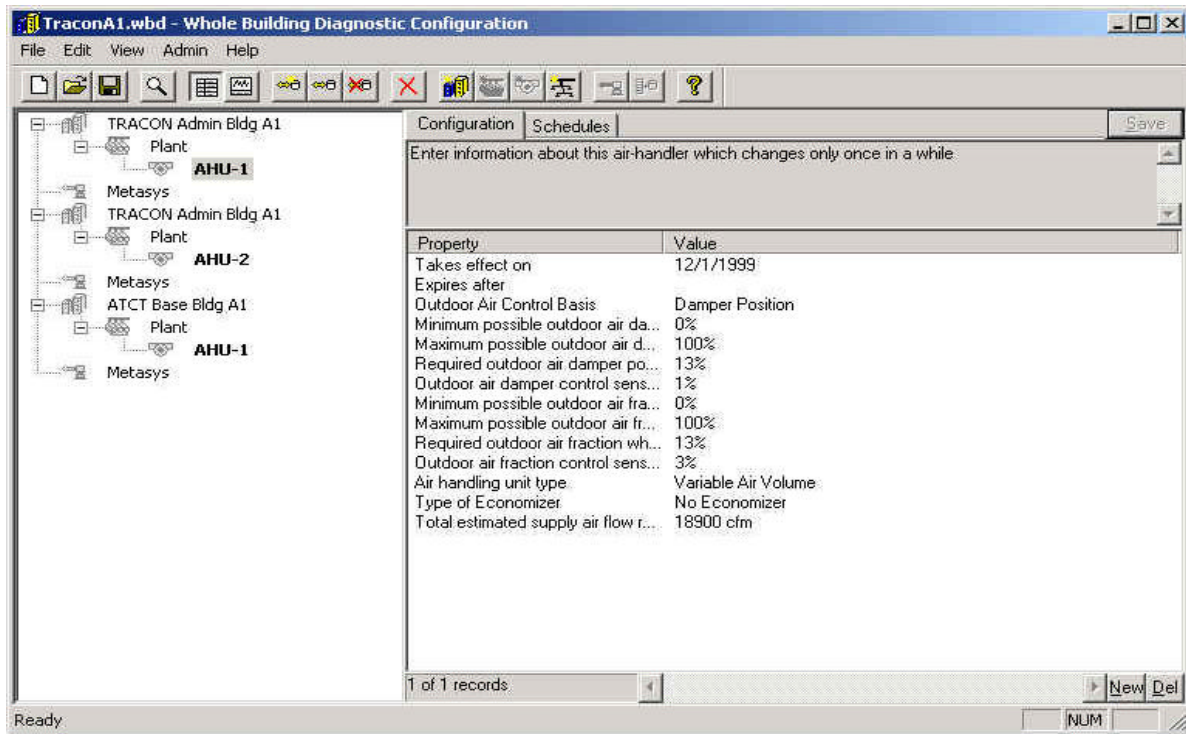 TraconA1.wbd - Whole Building Diagnostic Configuration
File Edit View Admin Help
TRACON Admin Bldg A1
Plant
AHU-1
Metasys
TRACON Admin Bldg A1
Plant
AHU-2
Metasys
ATCT Base Bldg A1
Plant
AHU-1
Metasys
Configuration Schedules Save
Enter information about this air-handler which changes only once in a while
Property Value
Takes effect on 12/1/1999
Expires after
Outdoor Air Control Basis Damper Position
Minimum possible outdoor air da... 0%
Maximum possible outdoor air d... 100%
Required outdoor air damper po... 13%
Outdoor air damper control sens... 1%
Minimum possible outdoor air fra... 0%
Maximum possible outdoor air fr... 100%
Required outdoor air fraction wh... 13%
Outdoor air fraction control sens... 3%
Air handling unit type Variable Air Volume
Type of Economizer No Economizer
Total estimated supply air flow r... 18900 cfm
1 of 1 records New Del
Ready NUM